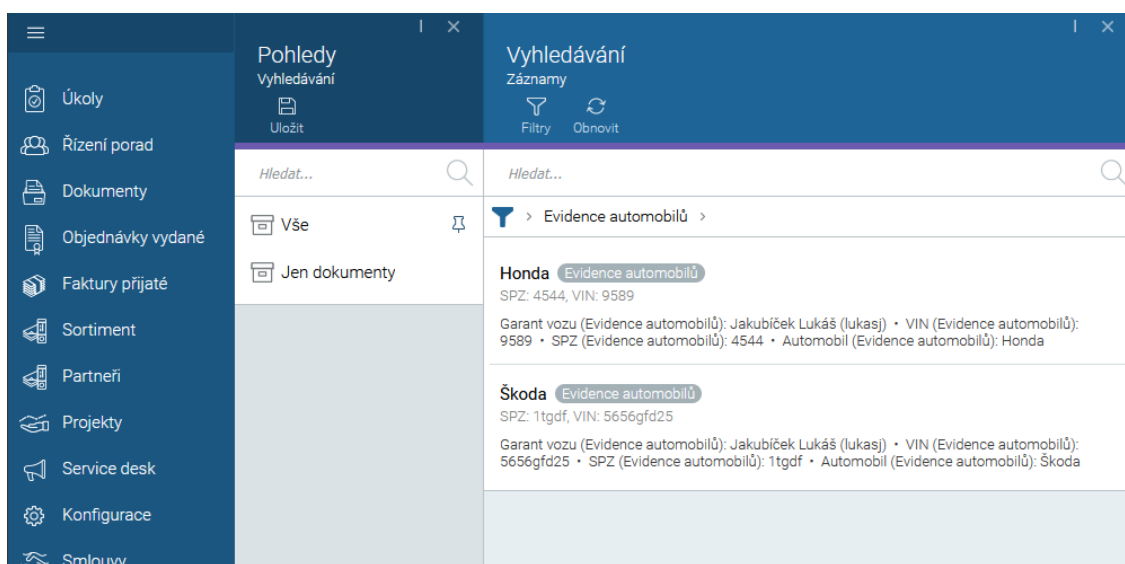 Úkoly
Řízení porad
Dokumenty
Objednávky vydané
Faktury přijaté
Sortiment
Partneři
Projekty
Service desk
Konfigurace
Smlouvy
Pohledy
Vyhledávání
Uložit
Hledat...
Vše
Jen dokumenty
Vyhledávání
Záznamy
Filtry Obnovit
Hledat...
> Evidence automobilů >
Honda Evidence automobilů
SPZ: 4544, VIN: 9589
Garant vozu (Evidence automobilů): Jakubíček Lukáš (lukasj) • VIN (Evidence automobilů):
9589 • SPZ (Evidence automobilů): 4544 • Automobil (Evidence automobilů): Honda
Škoda Evidence automobilů
SPZ: 1tgdf, VIN: 5656gfd25
Garant vozu (Evidence automobilů): Jakubíček Lukáš (lukasj) • VIN (Evidence automobilů):
5656gfd25 • SPZ (Evidence automobilů): 1tgdf • Automobil (Evidence automobilů): Škoda